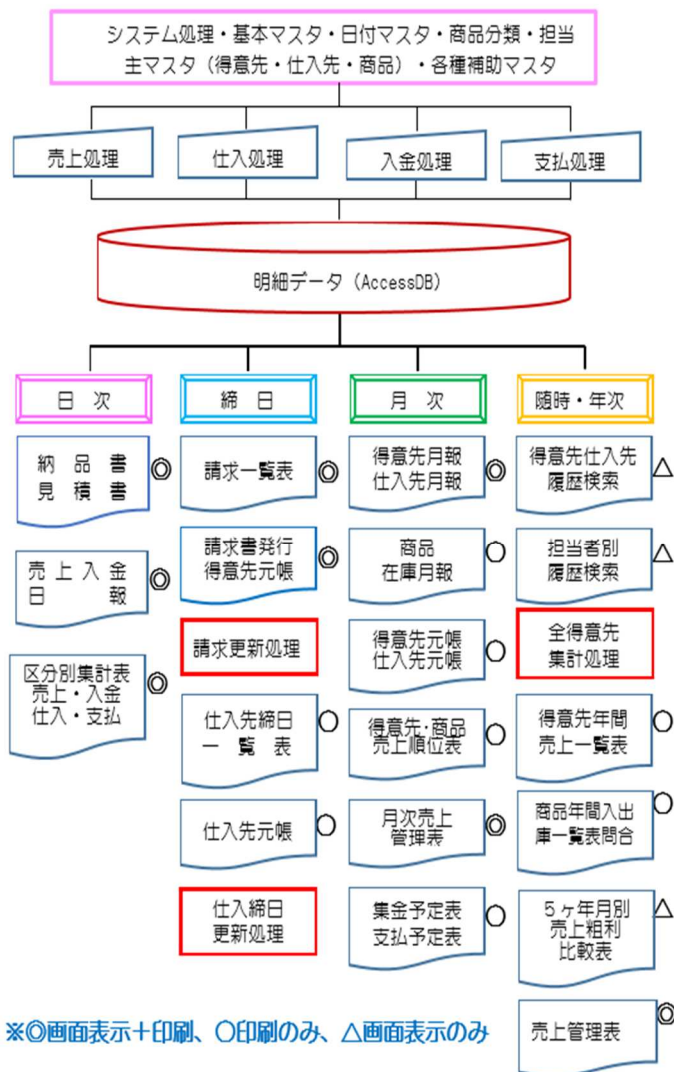 システム処理・基本マスタ・日付マスタ・商品分類・担当
主マスタ（得意先・仕入先・商品）・各種補助マスタ
売上処理
仕入処理
入金処理
支払処理
明細データ（AccessDB）
日 次
締 日
月 次
随時・年次
納 品 書
見 積 書
◎
請求一覧表
◎
得意先月報
仕入先月報
◎
得意先仕入先
履歴検索
△
売 上 入 金
日 報
◎
請求書発行
得意先元帳
◎
商品
在庫月報
○
担当者別
履歴検索
△
区分別集計表
売上・入金
仕入・支払
◎
請求更新処理
得意先元帳
仕入先元帳
○
全得意先
集計処理
仕入先締日
一 覧 表
○
得意先・商品
売上順位表
○
得意先年間
売上一覧表
○
仕入先元帳
○
月次売上
管理表
◎
商品年間入出
庫一覧表問合
○
仕入締日
更新処理
集金予定表
支払予定表
○
５ヶ年月別
売上粗利
比較表
△
売上管理表
◎
※◎画面表示＋印刷、○印刷のみ、△画面表示のみ